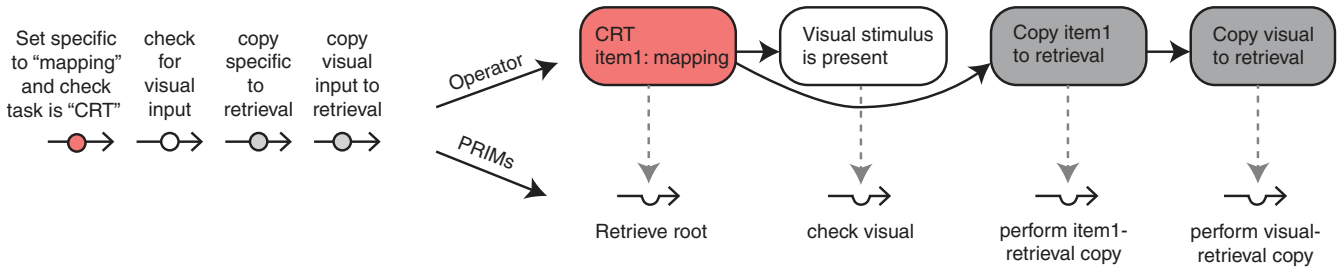 Set specific
to “mapping”
and check
task is “CRT”
check
for
visual
input
copy
specific
to
retrieval
copy
visual
input to
retrieval
Operator
PRIMs
CRT
item1: mapping
Visual stimulus
is present
Copy item1
to retrieval
Copy visual
to retrieval
Retrieve root
check visual
perform item1-
retrieval copy
perform visual-
retrieval copy